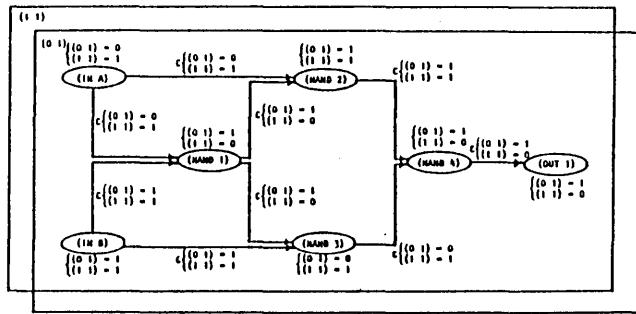 (1 1)
(0 1)
{(0 1) = 0
{(1 1) = 1
(IN A)
C{(0 1) = 0
{(1 1) = 1
{(0 1) = 1
{(1 1) = 1
(NAND 2)
C{(0 1) = 1
{(1 1) = 1
C{(0 1) = 0
{(1 1) = 1
{(0 1) = 1
{(1 1) = 0
(NAND 1)
C{(0 1) = 1
{(1 1) = 0
{(0 1) = 1
{(1 1) = 0
(NAND 4)
C{(0 1) = 1
{(1 1) = 0
(OUT 1)
{(0 1) = 1
{(1 1) = 0
C{(0 1) = 1
{(1 1) = 1
C{(0 1) = 1
{(1 1) = 0
(IN B)
{(0 1) = 1
{(1 1) = 1
C{(0 1) = 1
{(1 1) = 1
(NAND 3)
{(0 1) = 0
{(1 1) = 1
C{(0 1) = 0
{(1 1) = 1